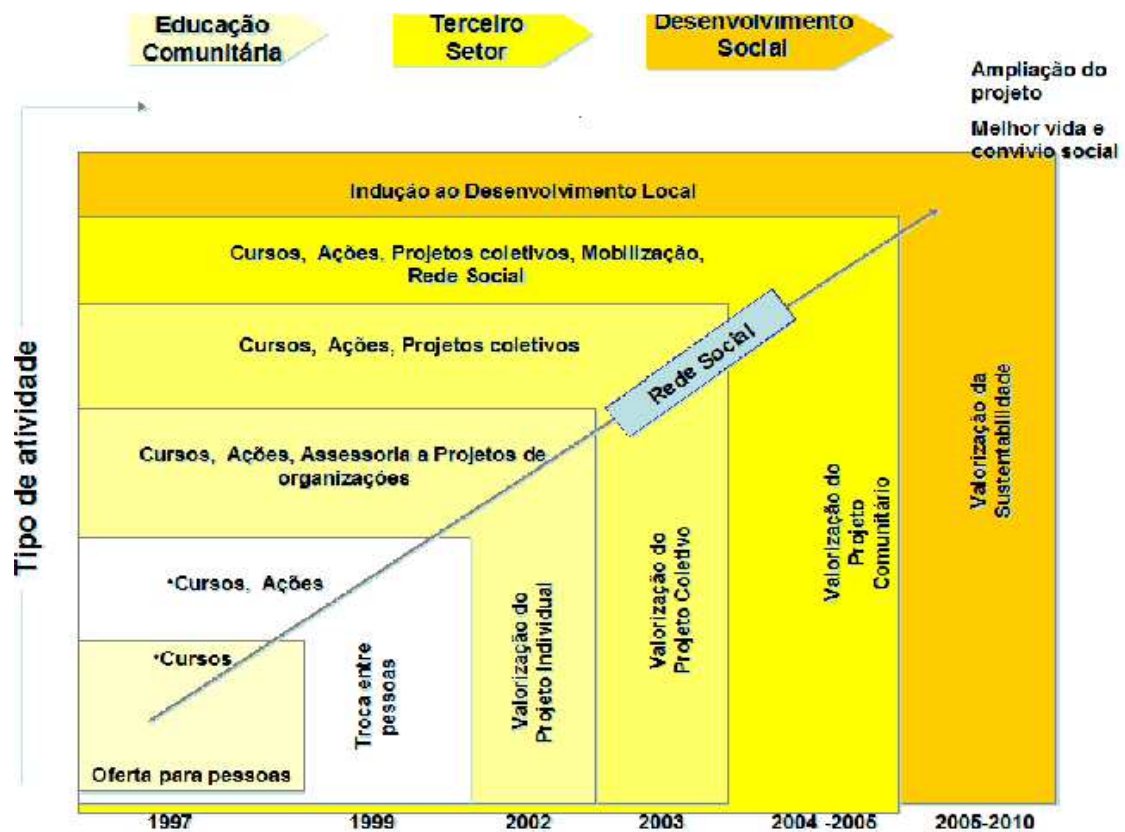 Educação
Comunitária
Terceiro
Setor
Desenvolvimento
Social
Ampliação do
projeto
Melhor vida e
convivio social
Tipo de atividade
Indução ao Desenvolvimento Local
Cursos, Ações, Projetos coletivos, Mobilização,
Rede Social
Cursos, Ações, Projetos coletivos
Rede Social
Cursos, Ações, Assessoria a Projetos de
organizações
•Cursos, Ações
•Cursos,
Oferta para pessoas
Troca entre
pessoas
Valorização do
Projeto Individual
Valorização do
Projeto Coletivo
Valorização do
Projeto
Comunitário
Valorização da
Sustentabilidade
1997
1999
2002
2003
2004 -2005
2005-2010